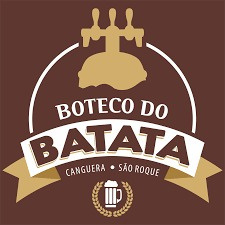 BOTECO DO
BATATA
CANGUERA • SÃO ROQUE